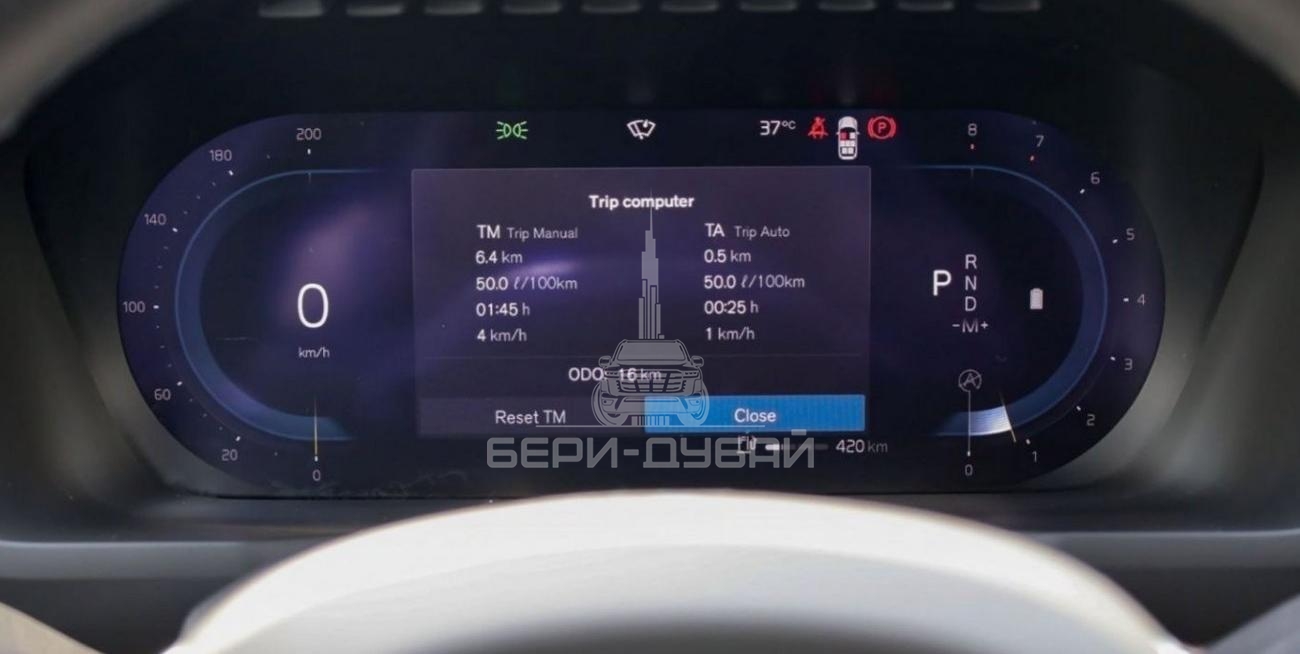 37°C
P
200
180
140
100
60
20
0
0
km/h
Trip computer
TM Trip Manual
6.4 km
50.0 ℓ/100km
01:45 h
4 km/h
TA Trip Auto
0.5 km
50.0 ℓ/100km
00:25 h
1 km/h
ODO: 16 km
Reset TM
Close
420 km
БЕРИ-ДУБАЙ
P
R
N
D
-M+
A
8
7
6
5
4
3
2
1
0